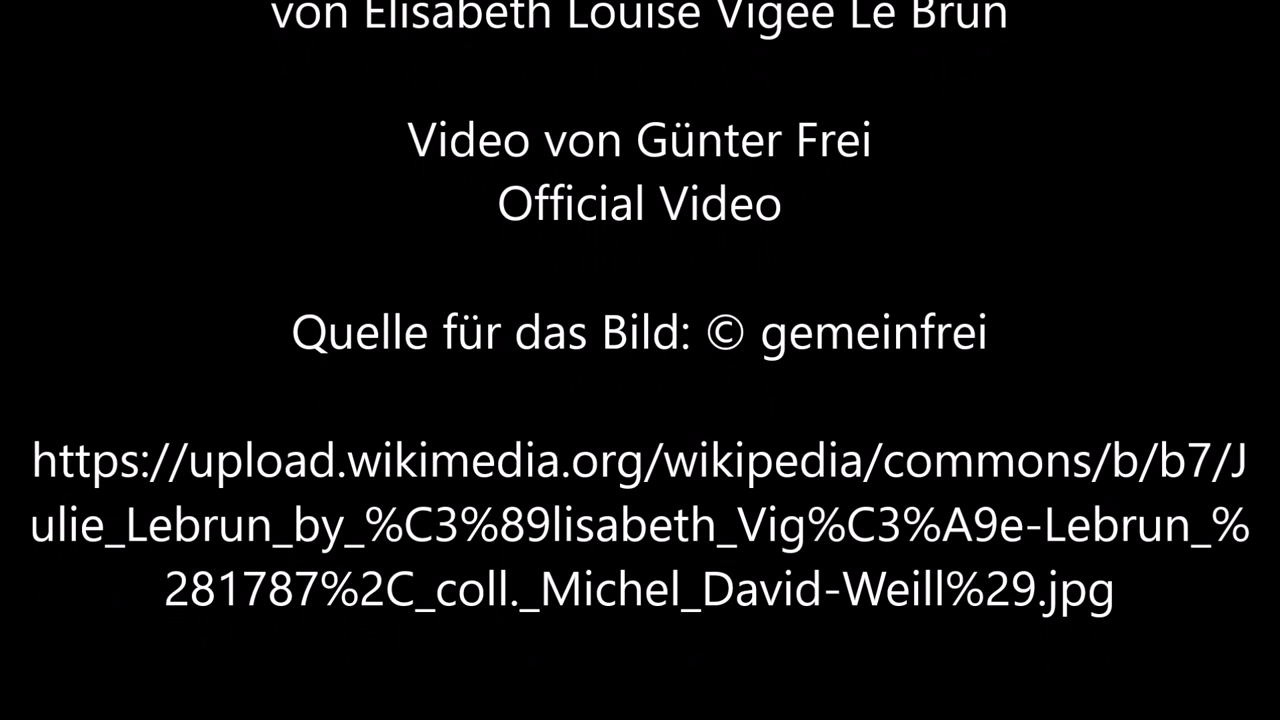 von Elisabeth Louise Vigée Le Brun
Video von Günter Frei
Official Video
Quelle für das Bild: © gemeinfrei
https://upload.wikimedia.org/wikipedia/commons/b/b7/J
ulie_Lebrun_by_%C3%89lisabeth_Vig%C3%A9e-Lebrun_%
281787%2C_coll._Michel_David-Weill%29.jpg